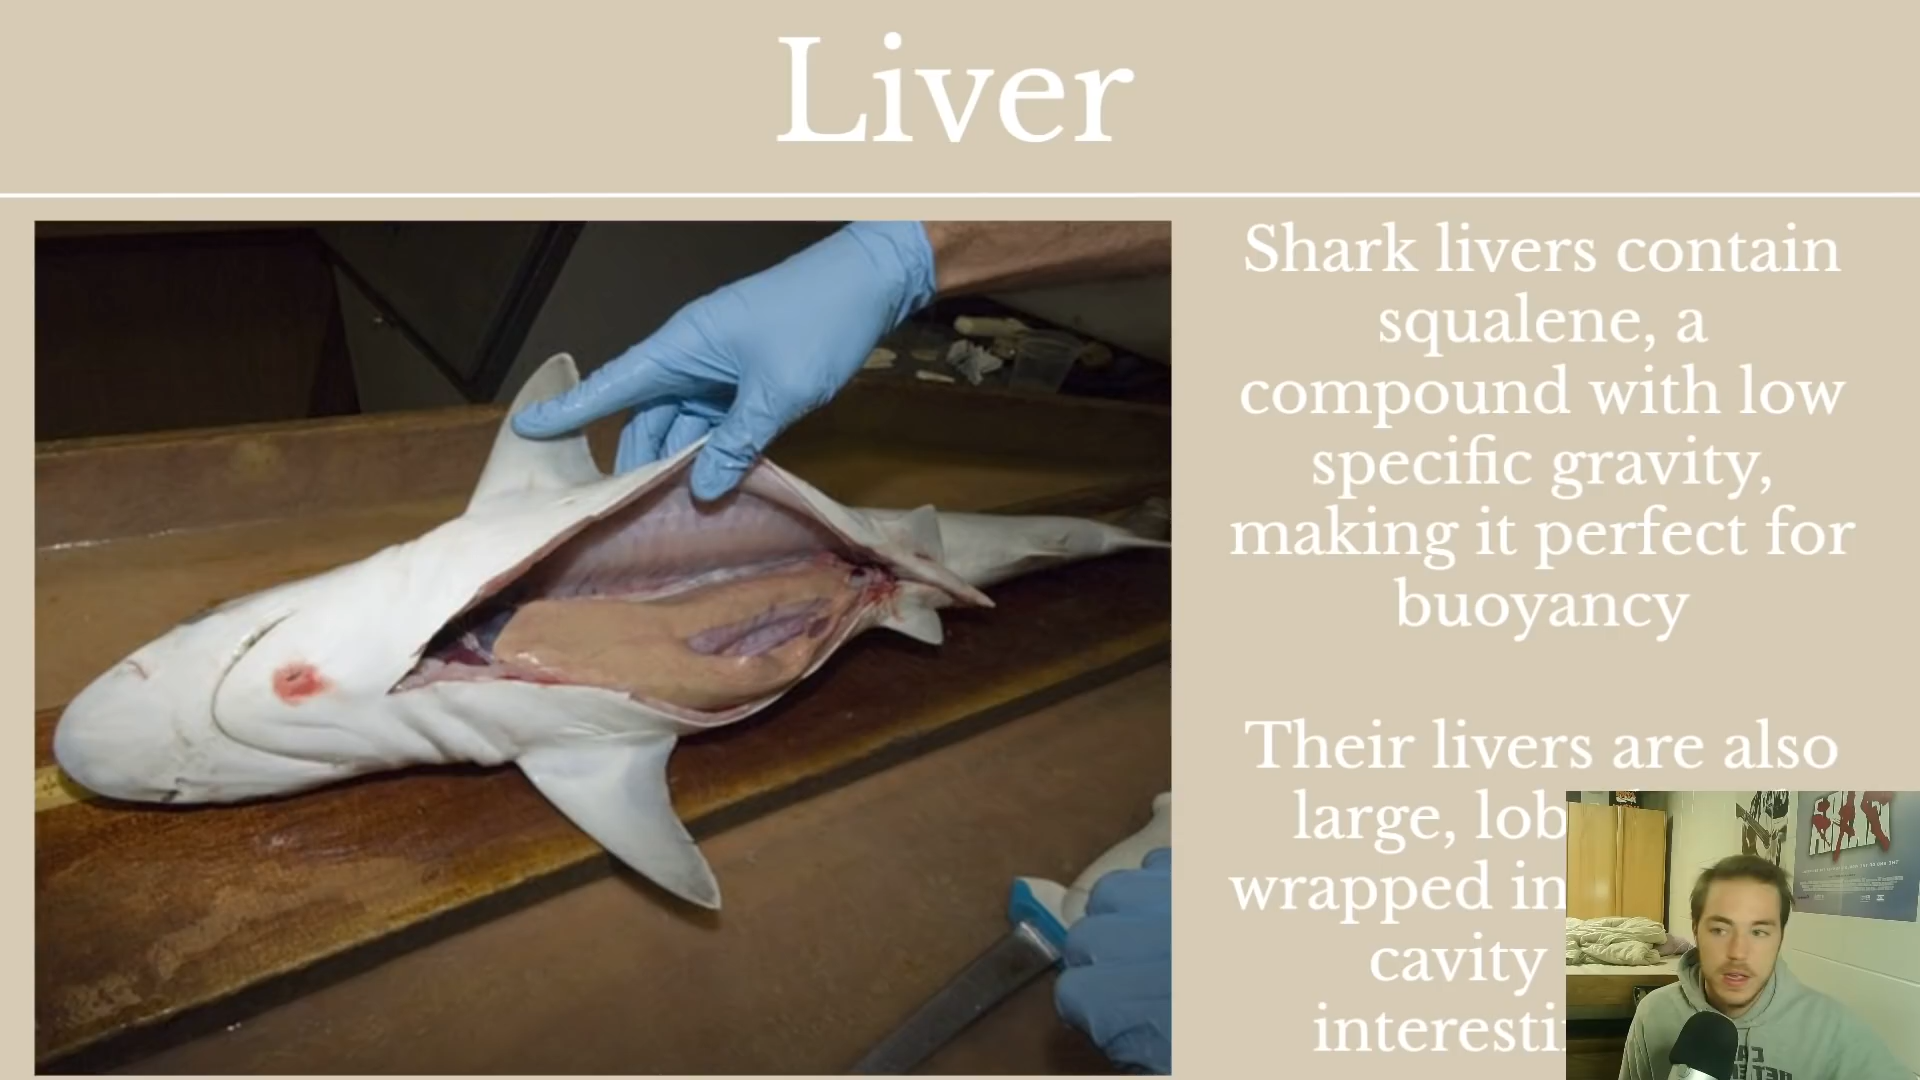 Liver
Shark livers contain
squalene, a
compound with low
specific gravity,
making it perfect for
buoyancy
Their livers are also
large,
wrapped in
cavity